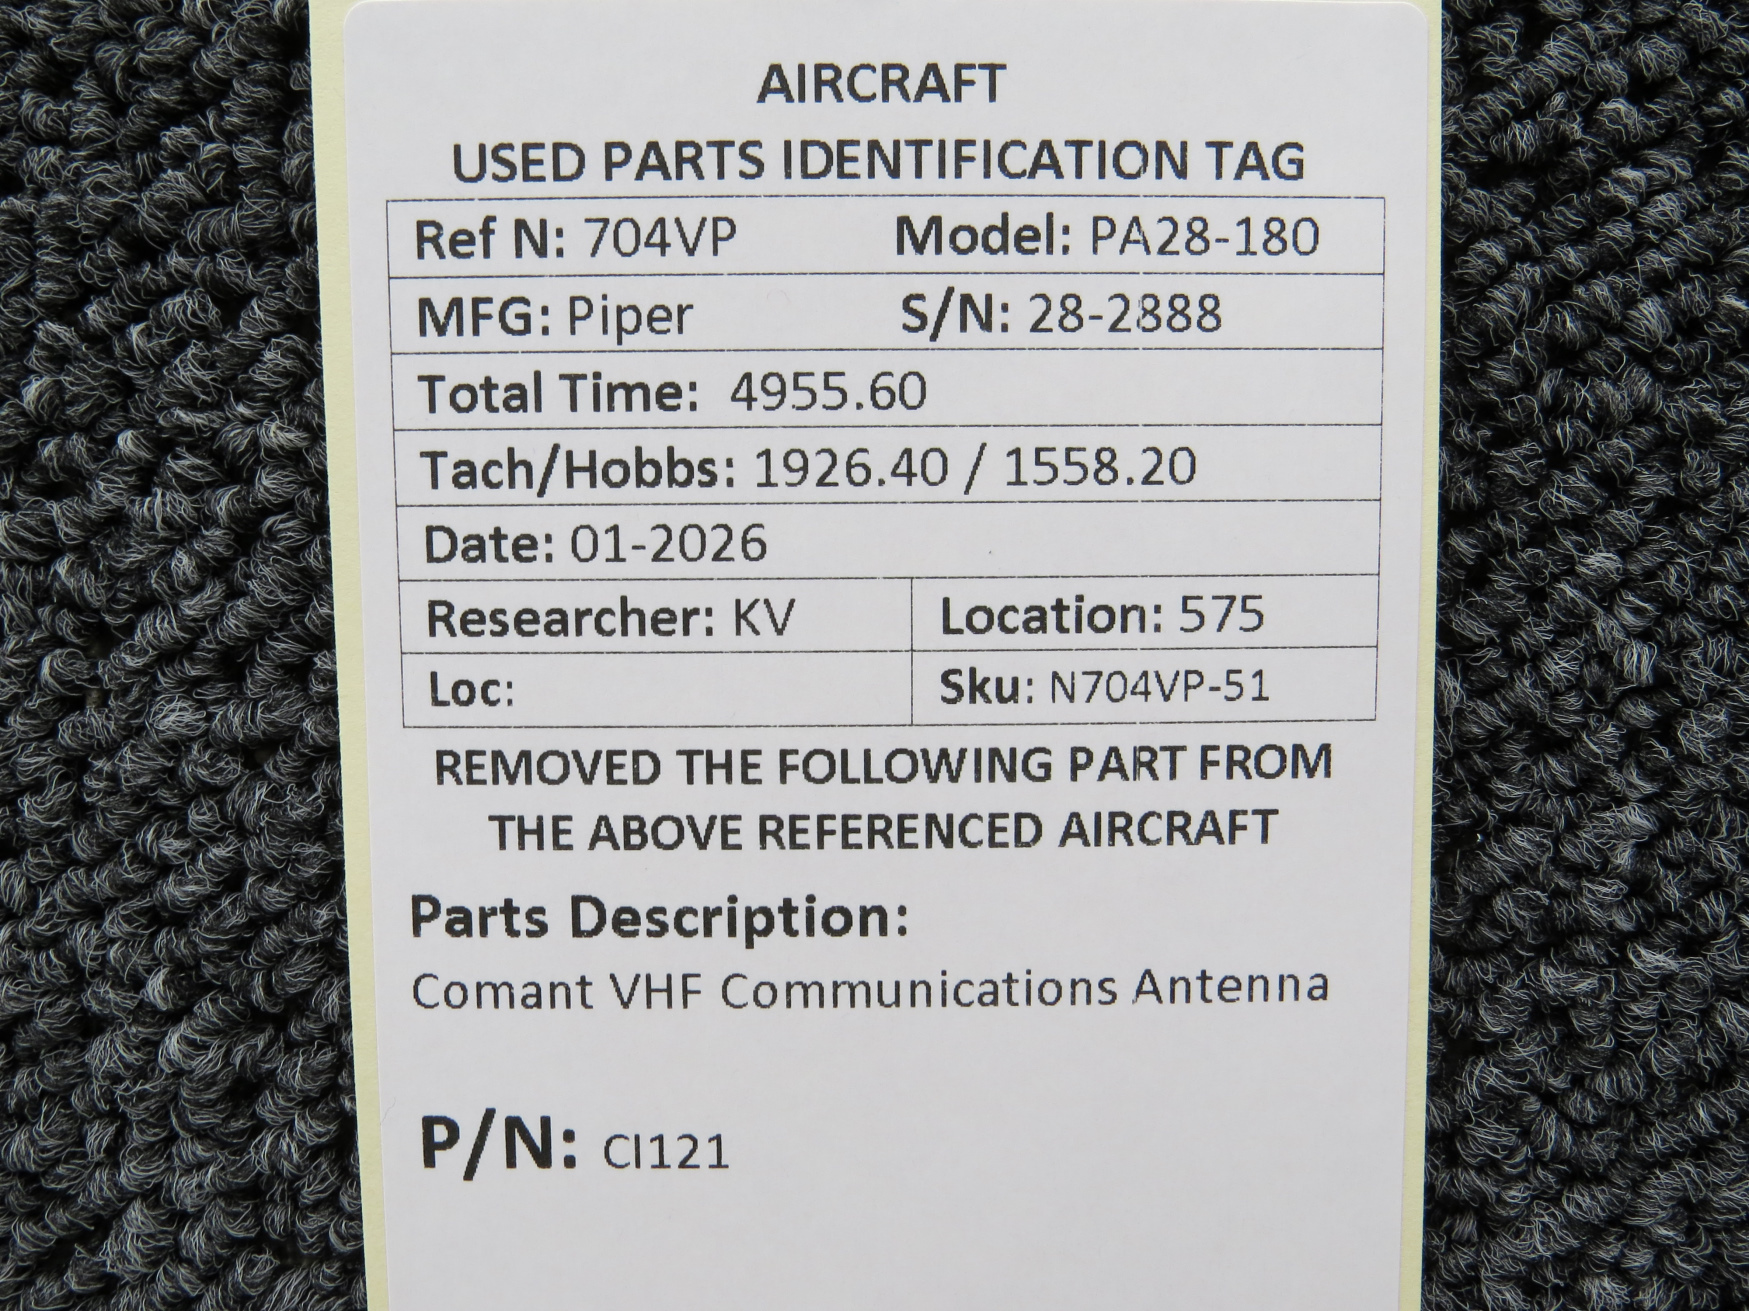 AIRCRAFT
USED PARTS IDENTIFICATION TAG
Ref N: 704VP Model: PA28-180
MFG: Piper S/N: 28-2888
Total Time: 4955.60
Tach/Hobbs: 1926.40 / 1558.20
Date: 01-2026
Researcher: KV Location: 575
Loc: Sku: N704VP-51
REMOVED THE FOLLOWING PART FROM
THE ABOVE REFERENCED AIRCRAFT
Parts Description:
Comant VHF Communications Antenna
P/N: CI121